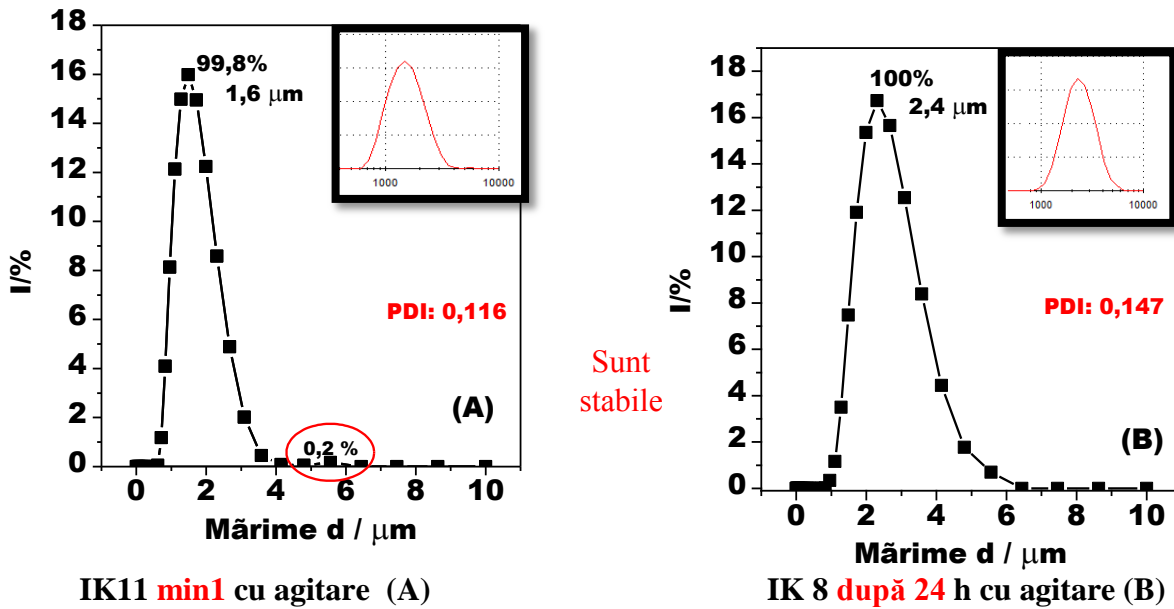 18
16
14
12
10
8
6
4
2
0
I/%
99,8%
1,6 μm
1000
10000
PDI: 0,116
(A)
0,2 %
0
2
4
6
8
10
Mãrime d / μm
IK11 min1 cu agitare (A)
Sunt
stabile
18
16
14
12
10
8
6
4
2
0
I/%
100%
2,4 μm
1000
10000
PDI: 0,147
(B)
0
2
4
6
8
10
Mãrime d / μm
IK 8 după 24 h cu agitare (B)